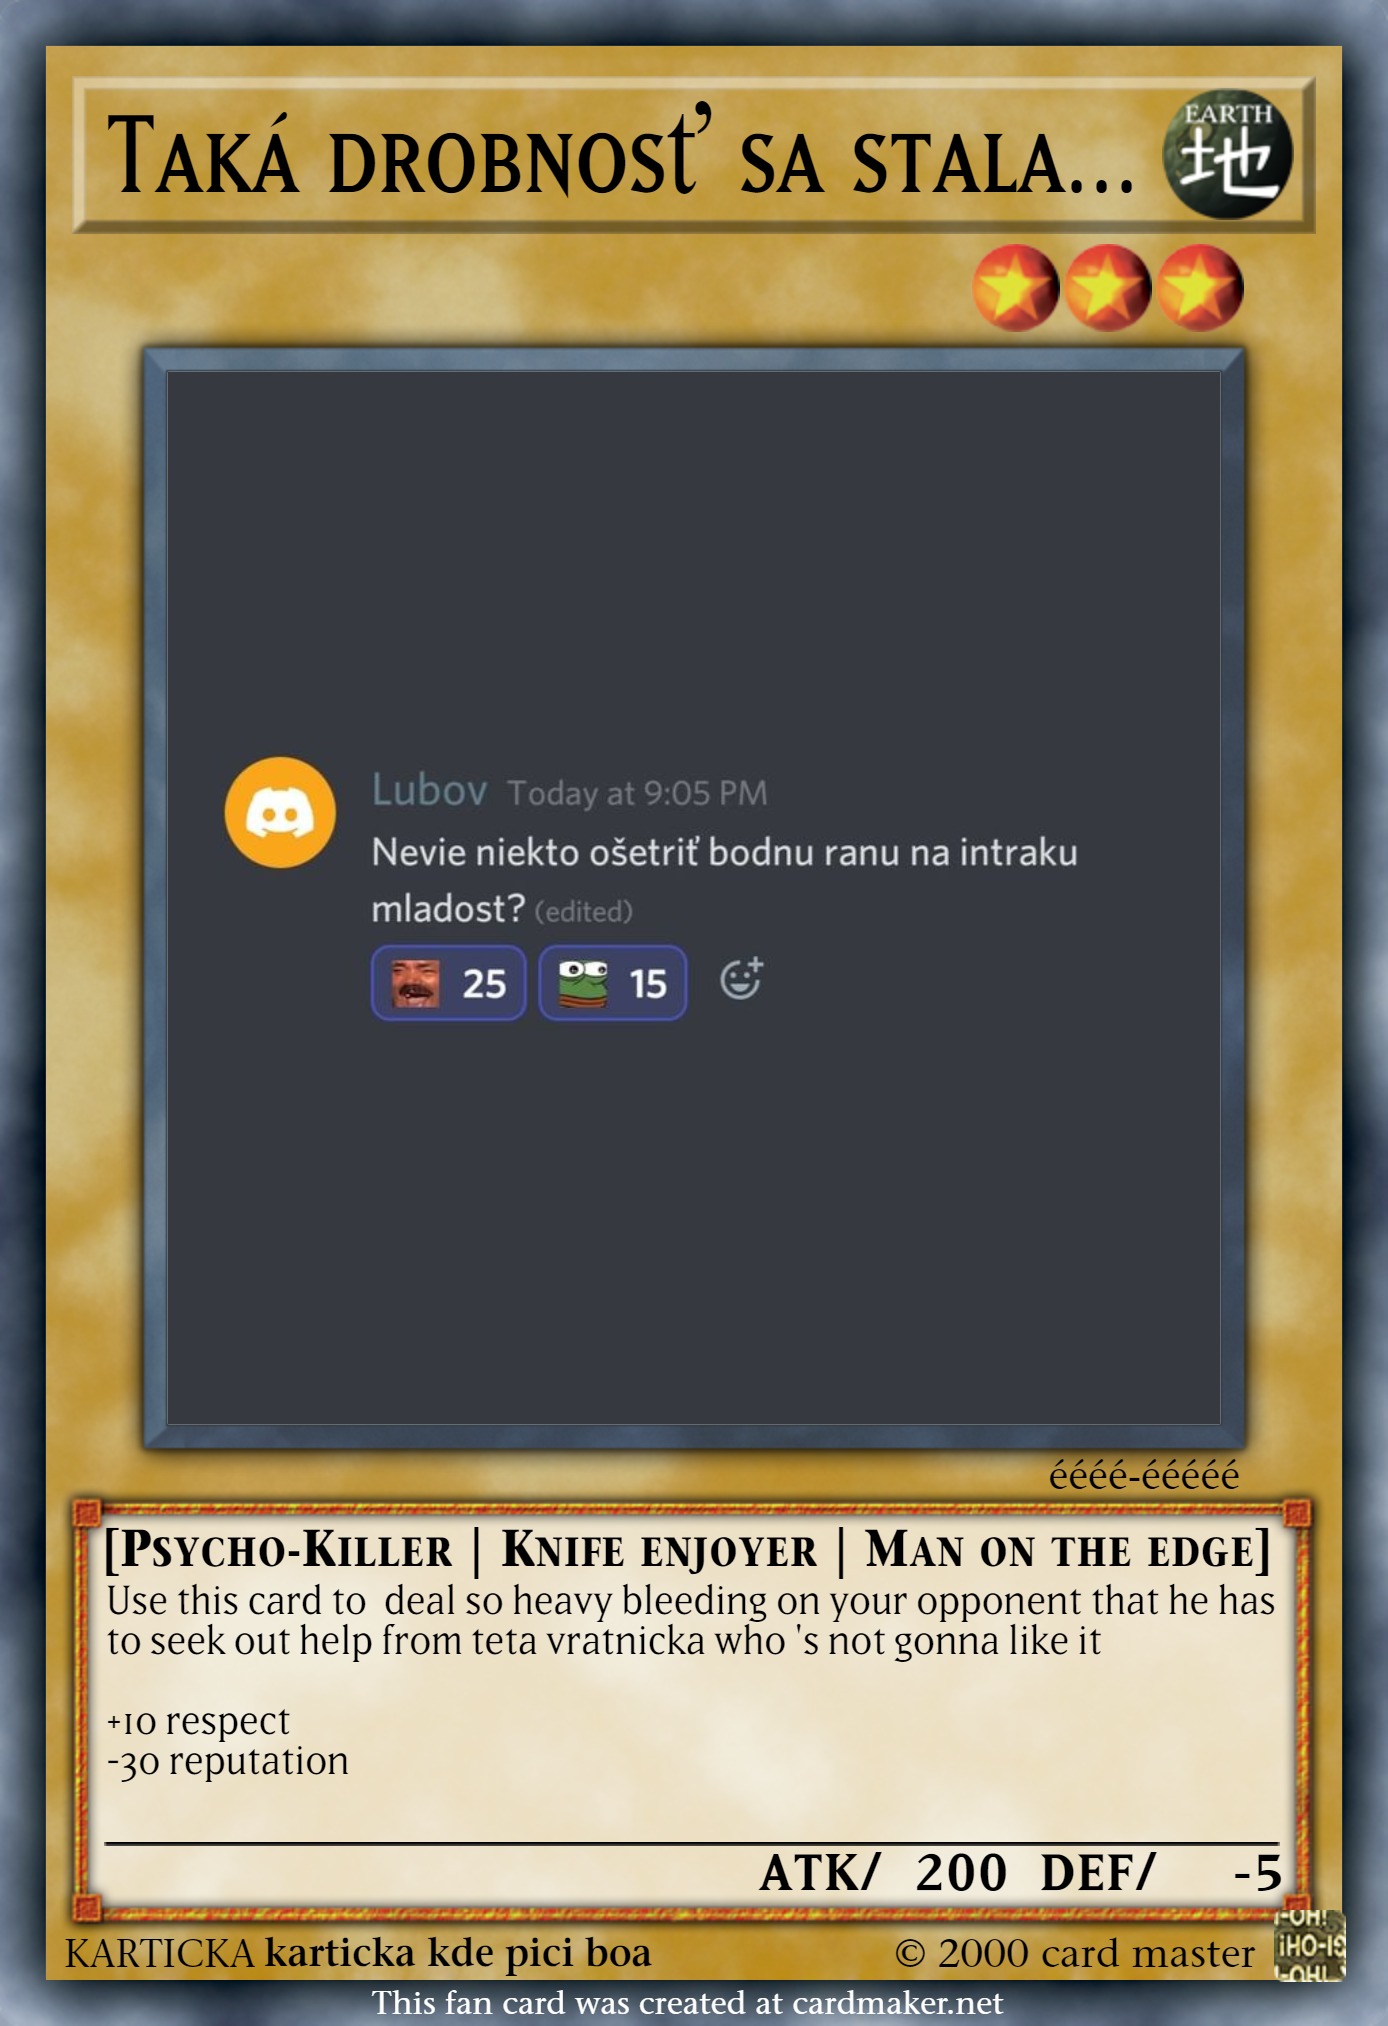 Taká drobnosť sa stala...
EARTH
地
Lubov Today at 9:05 PM
Nevie niekto ošetriť bodnu ranu na intraku
mladost? (edited)
25 15
éééé-ééééé
[Psycho-Killer | Knife enjoyer | Man on the edge]
Use this card to  deal so heavy bleeding on your opponent that he has
to seek out help from teta vratnicka who 's not gonna like it
+10 respect
-30 reputation
ATK/ 200 DEF/ -5
KARTICKA karticka kde pici boa
© 2000 card master
This fan card was created at cardmaker.net